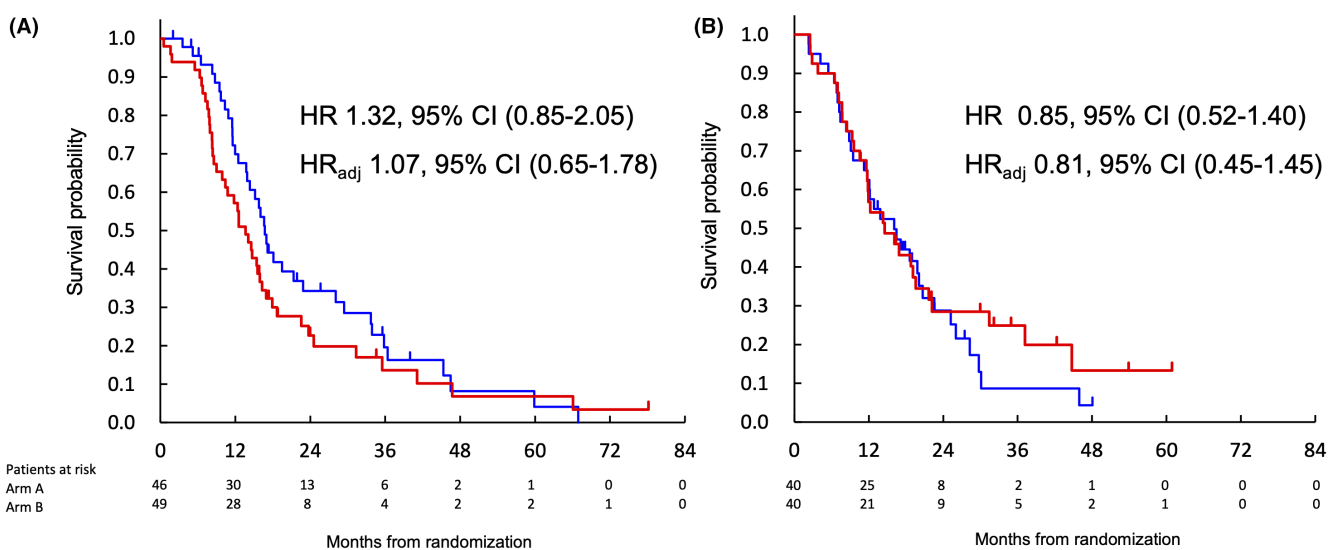 (A)
1.0
0.9
0.8
0.7
0.6
0.5
0.4
0.3
0.2
0.1
0.0
Survival probability
HR 1.32, 95% CI (0.85-2.05)
HRadj 1.07, 95% CI (0.65-1.78)
0 12 24 36 48 60 72 84
Patients at risk
Arm A 46 30 13 6 2 1 0 0
Arm B 49 28 8 4 2 2 1 0
Months from randomization
(B)
1.0
0.9
0.8
0.7
0.6
0.5
0.4
0.3
0.2
0.1
0.0
Survival probability
HR 0.85, 95% CI (0.52-1.40)
HRadj 0.81, 95% CI (0.45-1.45)
0 12 24 36 48 60 72 84
40 25 8 2 1 0 0 0
40 21 9 5 2 1 0 0
Months from randomization